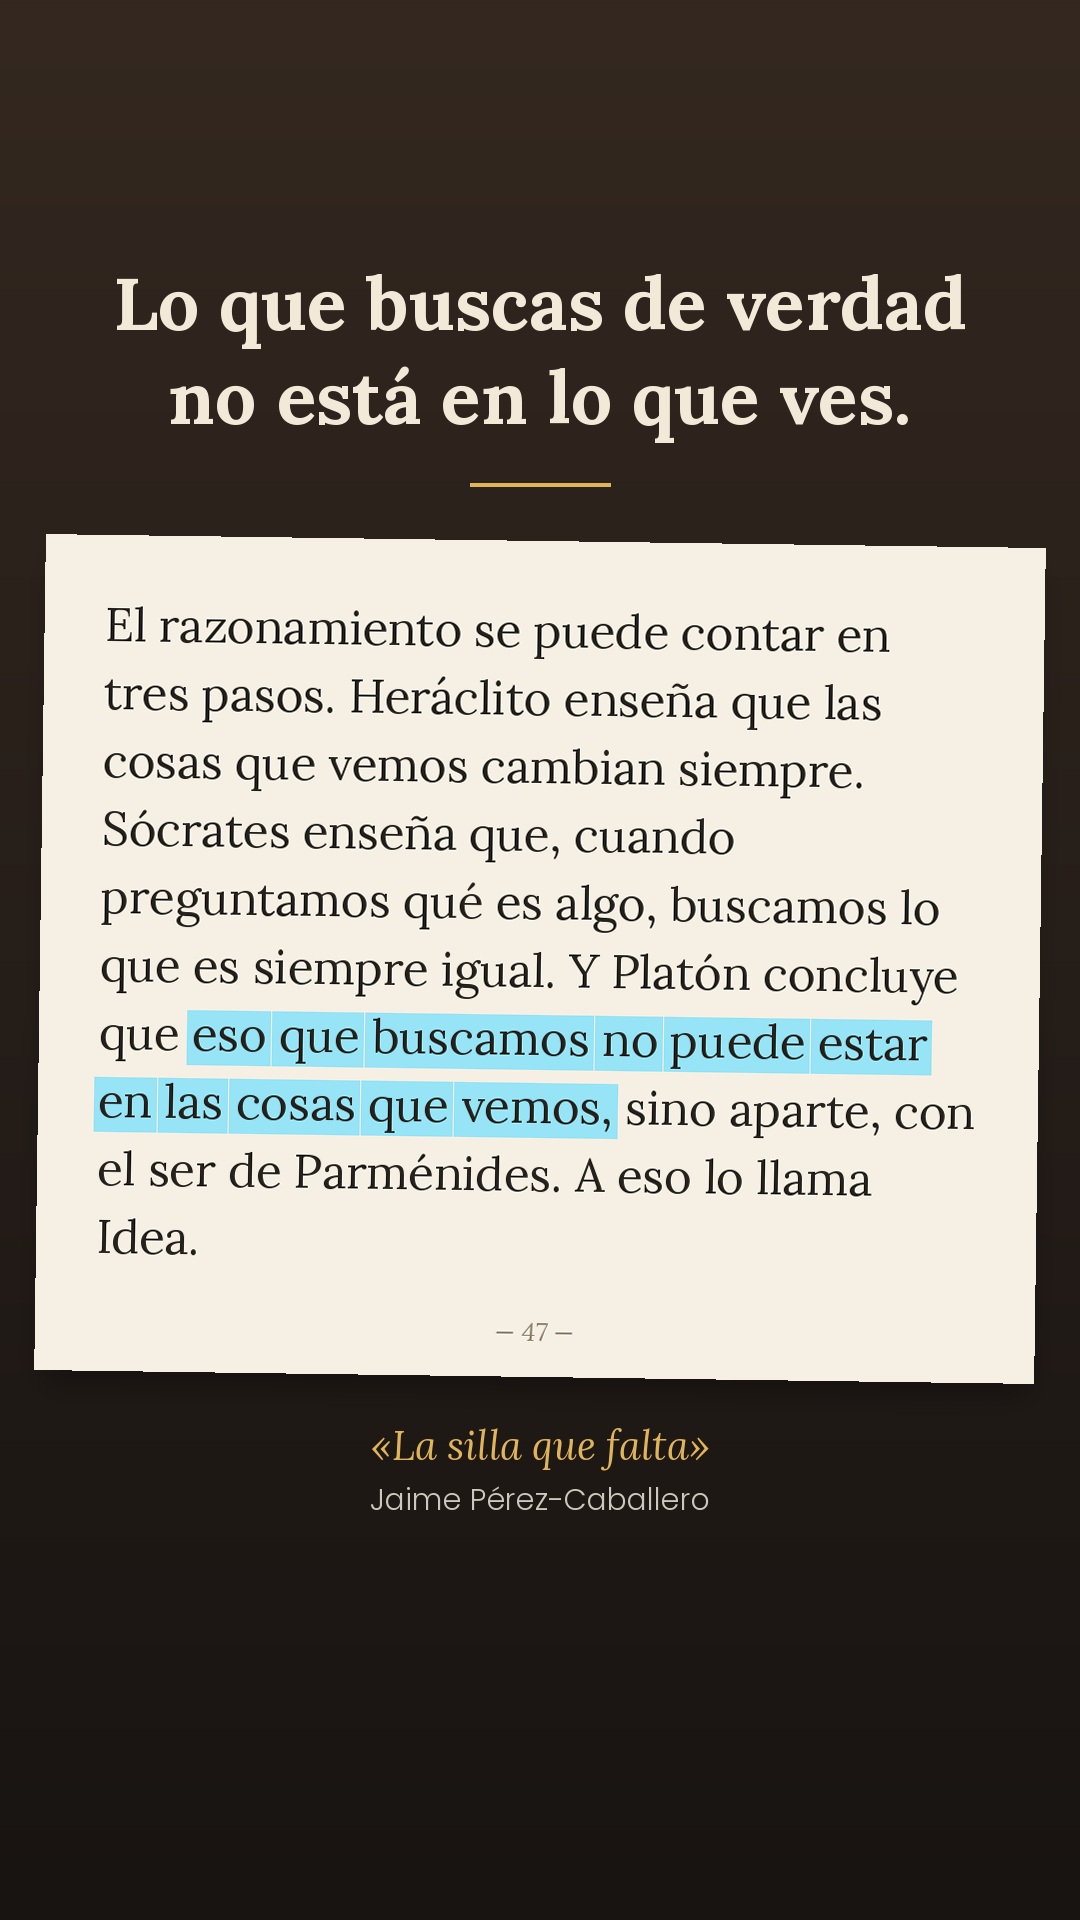 Lo que buscas de verdad
no está en lo que ves.
El razonamiento se puede contar en
tres pasos. Heráclito enseña que las
cosas que vemos cambian siempre.
Sócrates enseña que, cuando
preguntamos qué es algo, buscamos lo
que es siempre igual. Y Platón concluye
que eso que buscamos no puede estar
en las cosas que vemos, sino aparte, con
el ser de Parménides. A eso lo llama
Idea.
— 47 —
«La silla que falta»
Jaime Pérez-Caballero